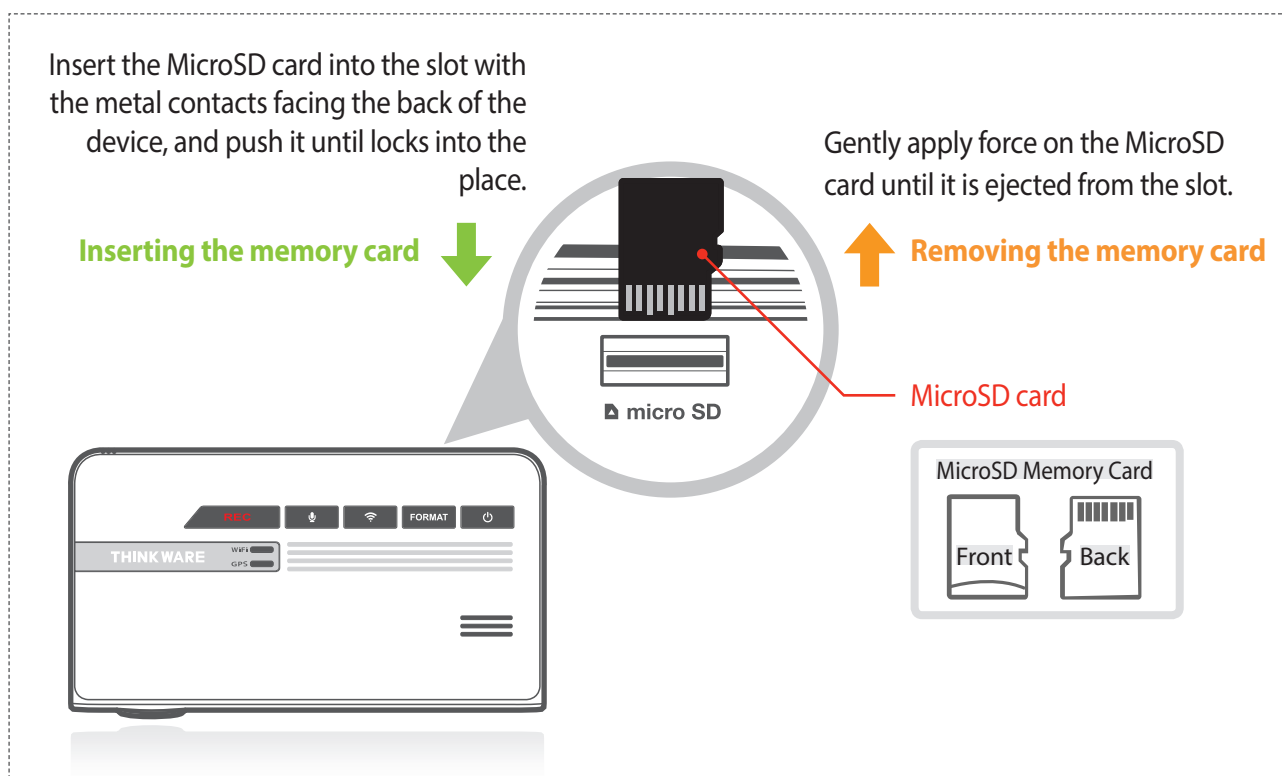 Insert the MicroSD card into the slot with
the metal contacts facing the back of the
device, and push it until locks into the
place.
Inserting the memory card
Gently apply force on the MicroSD
card until it is ejected from the slot.
Removing the memory card
micro SD
MicroSD card
MicroSD Memory Card
Front
Back
REC
FORMAT
THINKWARE
WiFi
GPS